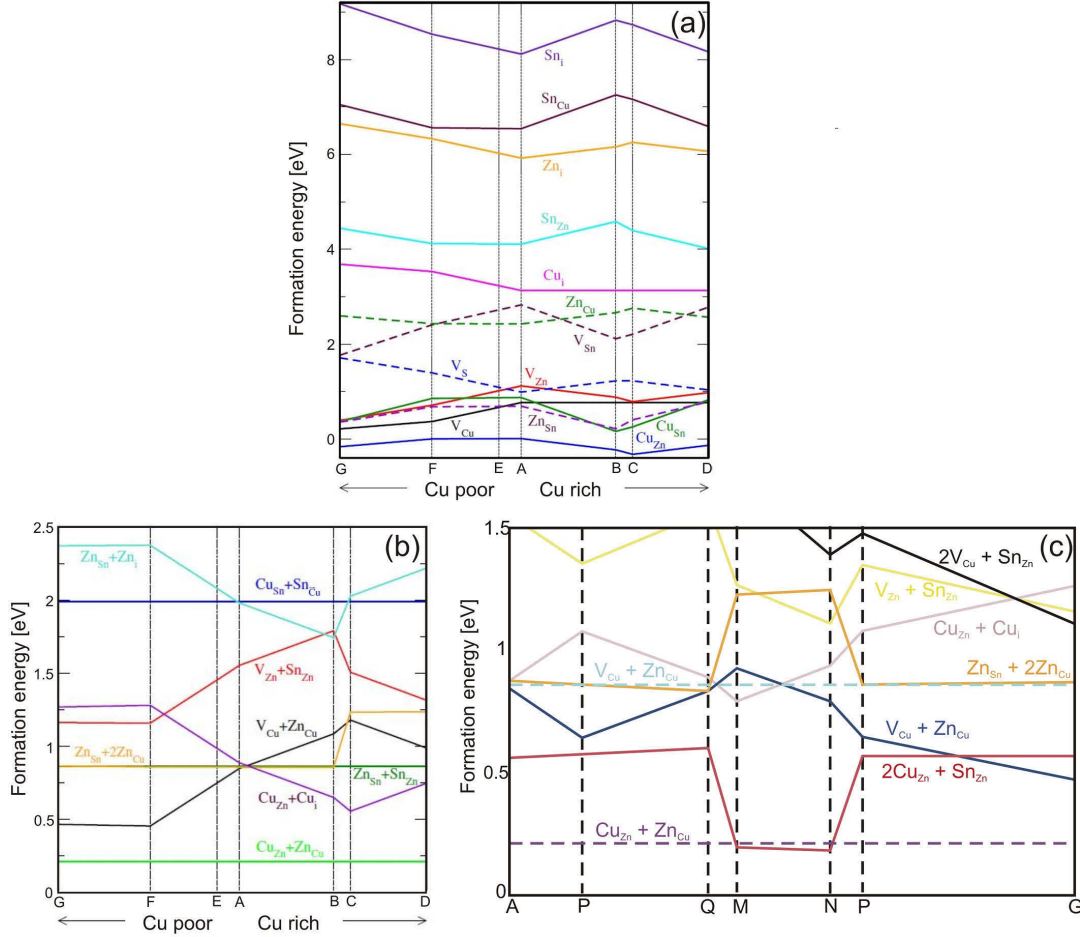 (a)
Formation energy [eV]
8
6
4
2
0
Sn_i
Sn_Cu
Zn_i
Sn_Zn
Cu_i
Zn_Cu
V_Sn
V_S
V_Zn
V_Cu
Zn_Sn
Cu_Sn
Cu_Zn
G F E A B C D
Cu poor Cu rich
(b)
Formation energy [eV]
2.5
2
1.5
1
0.5
0
Zn_Sn+Zn_i
Cu_Sn+Sn_Cu
V_Zn+Sn_Zn
V_Cu+Zn_Cu
Zn_Sn+2Zn_Cu
Zn_Sn+Sn_Zn
Cu_Zn+Cu_i
Cu_Zn+Zn_Cu
G F E A B C D
Cu poor Cu rich
(c)
Formation energy [eV]
1.5
1
0.5
0
2V_Cu + Sn_Zn
V_Zn + Sn_Zn
Cu_Zn + Cu_i
V_Cu + Zn_Cu
Zn_Sn + 2Zn_Cu
V_Cu + Zn_Cu
2Cu_Zn + Sn_Zn
Cu_Zn + Zn_Cu
A P Q M N P G